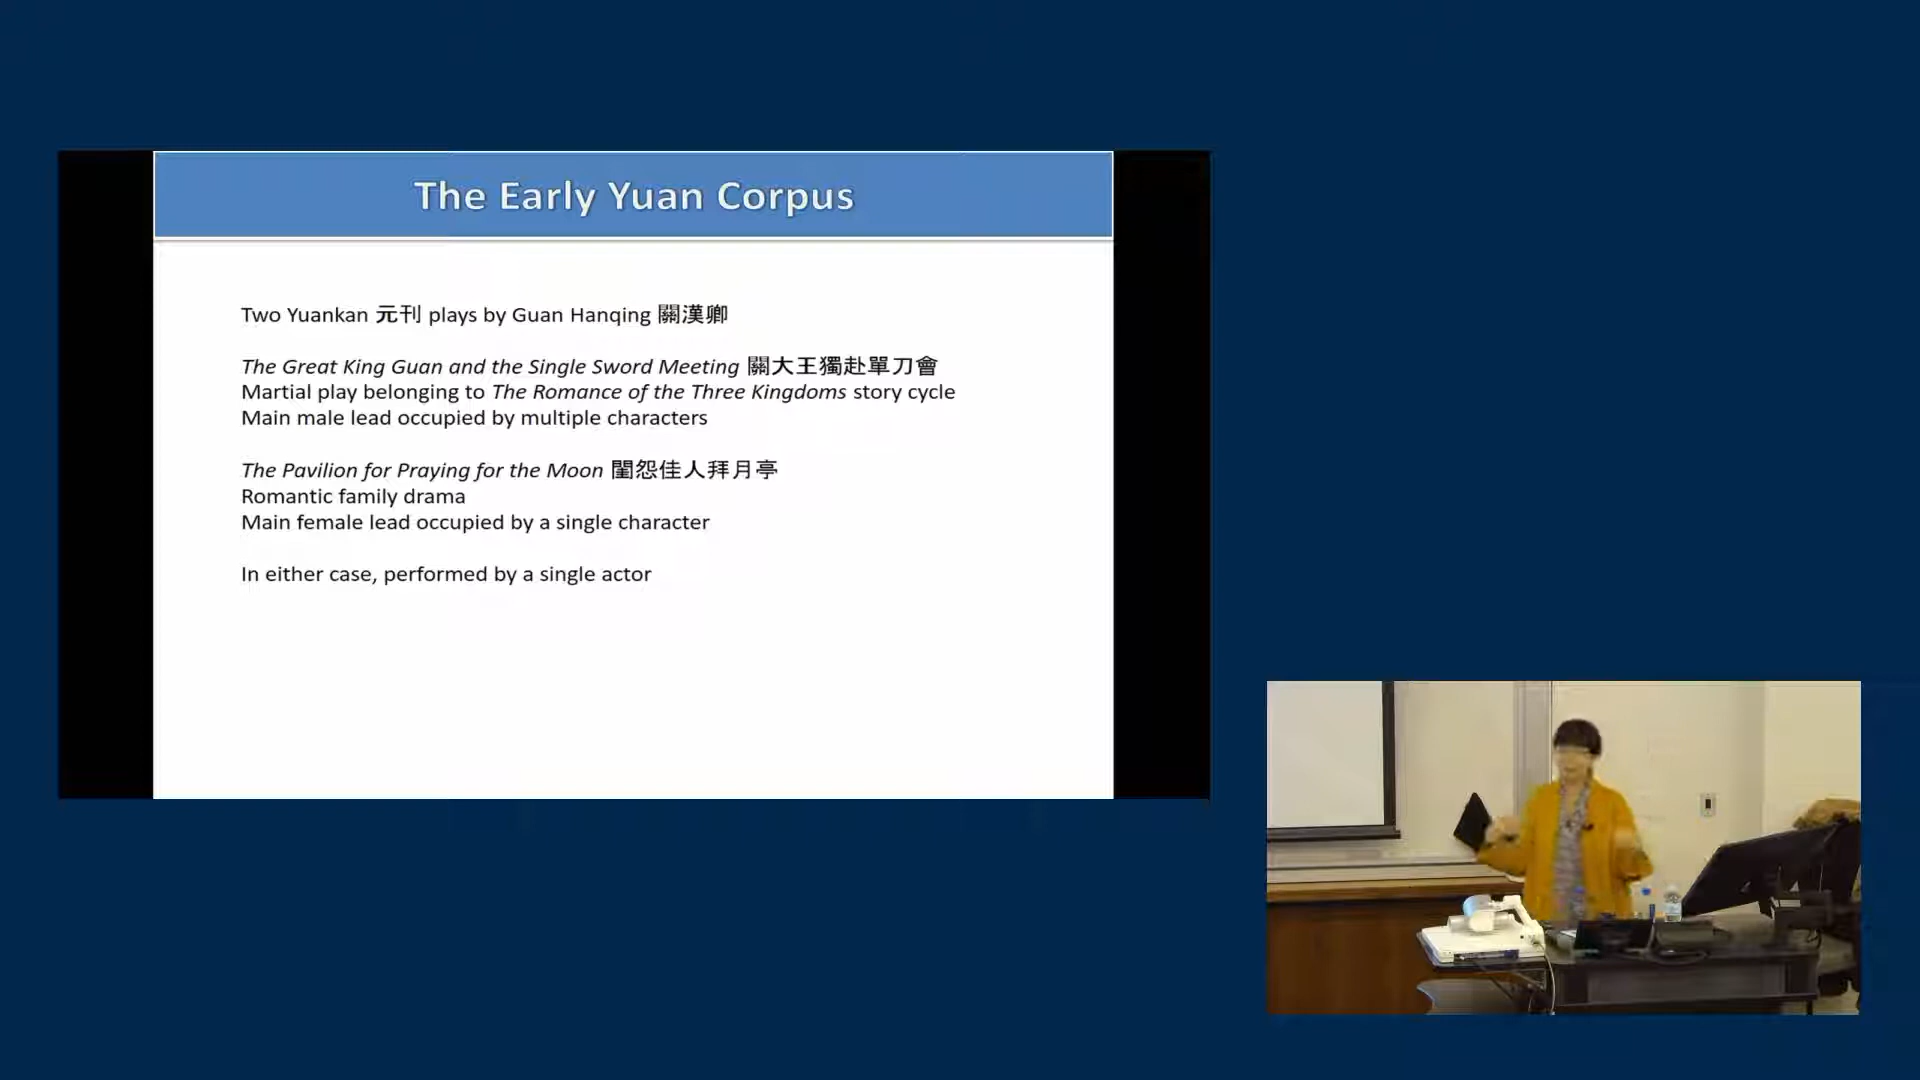 The Early Yuan Corpus
Two Yuankan 元刊 plays by Guan Hanqing 關漢卿
The Great King Guan and the Single Sword Meeting 關大王獨赴單刀會
Martial play belonging to The Romance of the Three Kingdoms story cycle
Main male lead occupied by multiple characters
The Pavilion for Praying for the Moon 閨怨佳人拜月亭
Romantic family drama
Main female lead occupied by a single character
In either case, performed by a single actor